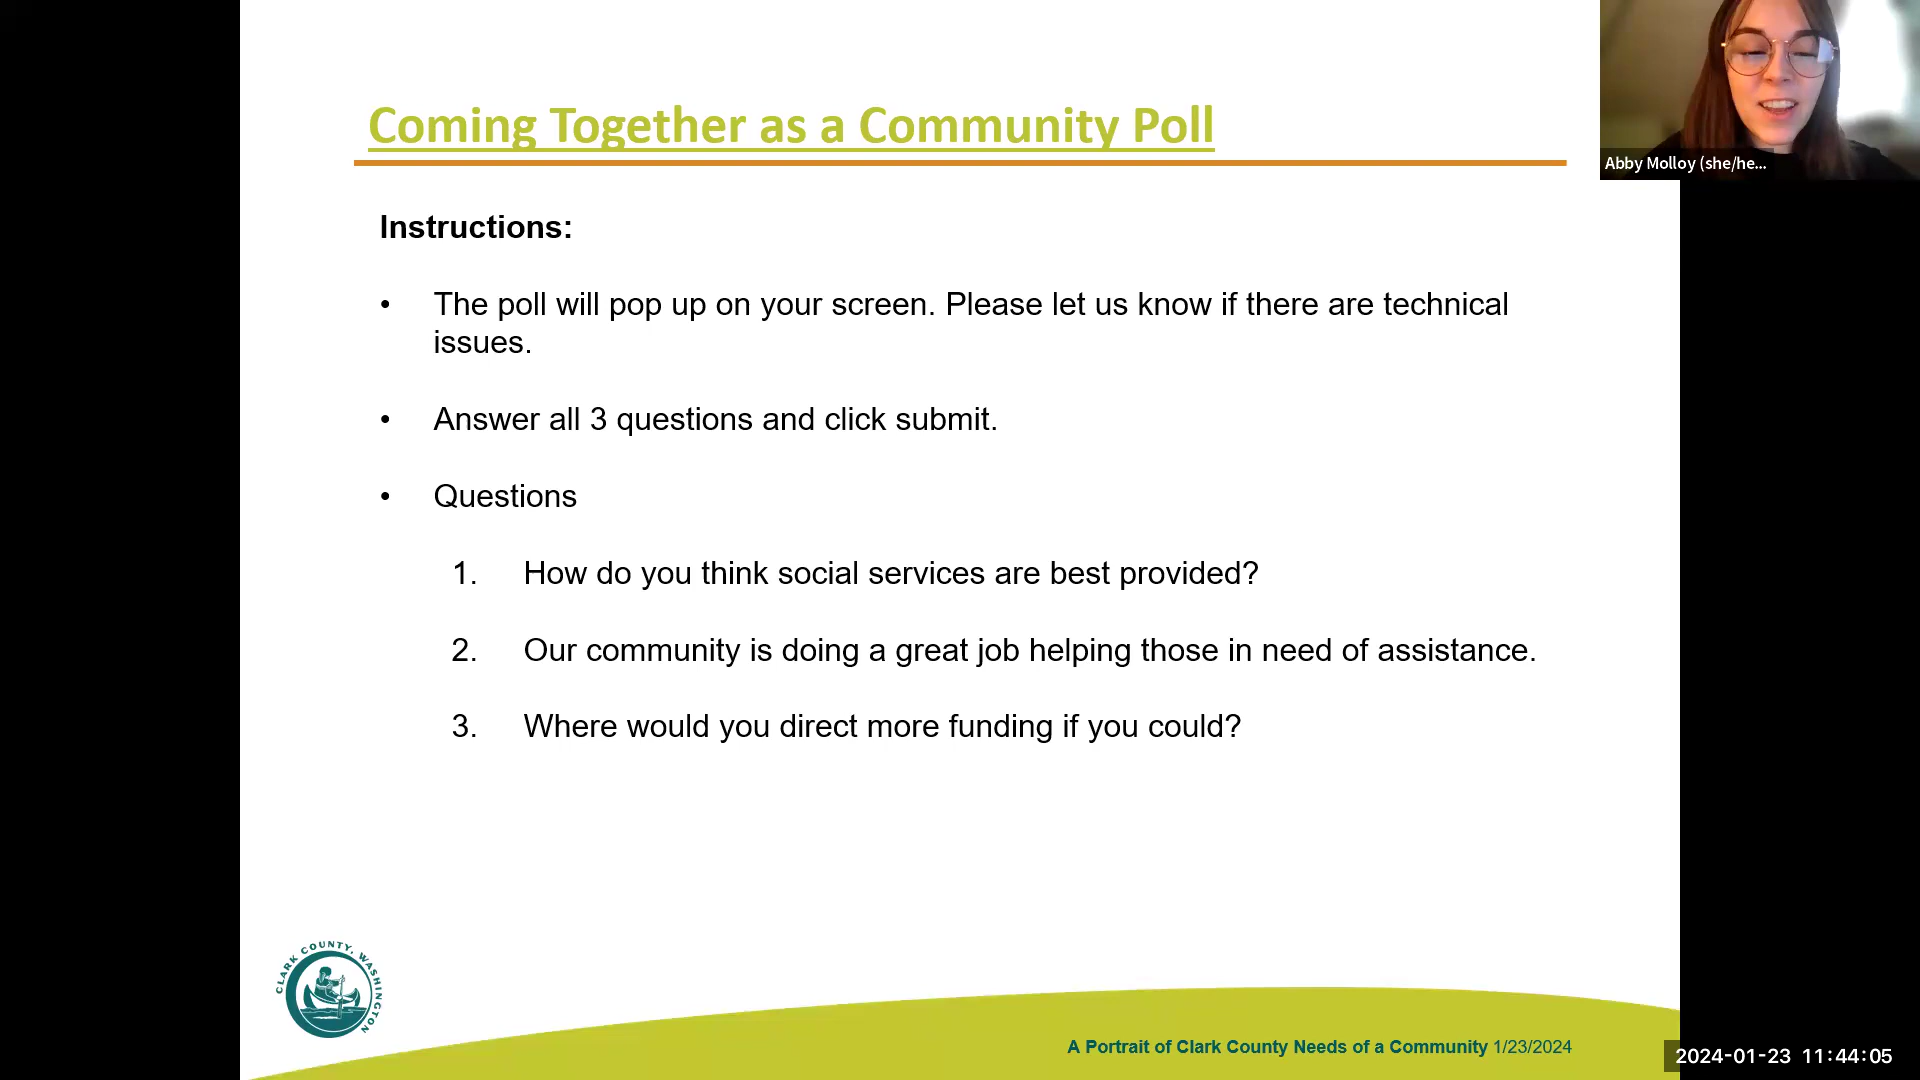 Coming Together as a Community Poll
Abby Molloy (she/he...
Instructions:
• The poll will pop up on your screen. Please let us know if there are technical
issues.
• Answer all 3 questions and click submit.
• Questions
1. How do you think social services are best provided?
2. Our community is doing a great job helping those in need of assistance.
3. Where would you direct more funding if you could?
CLARK COUNTY, WASHINGTON
A Portrait of Clark County Needs of a Community 1/23/2024
2024-01-23 11:44:05